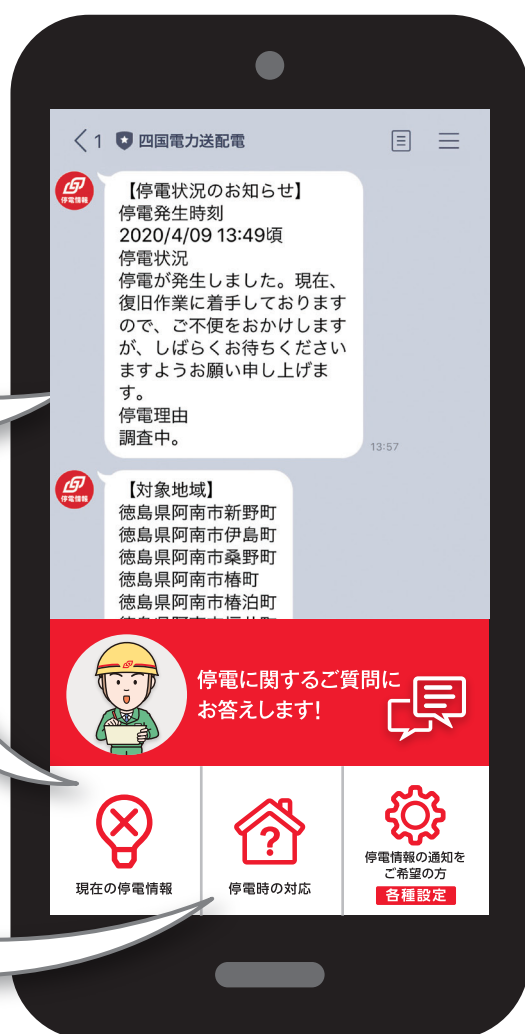 1 四国電力送配電
停電情報
【停電状況のお知らせ】
停電発生時刻
2020/4/09 13:49頃
停電状況
停電が発生しました。現在、
復旧作業に着手しております
ので、ご不便をおかけします
が、しばらくお待ちください
ますようお願い申し上げま
す。
停電理由
調査中。
13:57
停電情報
【対象地域】
徳島県阿南市新野町
徳島県阿南市伊島町
徳島県阿南市桑野町
徳島県阿南市椿町
徳島県阿南市椿泊町
停電に関するご質問に
お答えします!
現在の停電情報
停電時の対応
停電情報の通知を
ご希望の方
各種設定